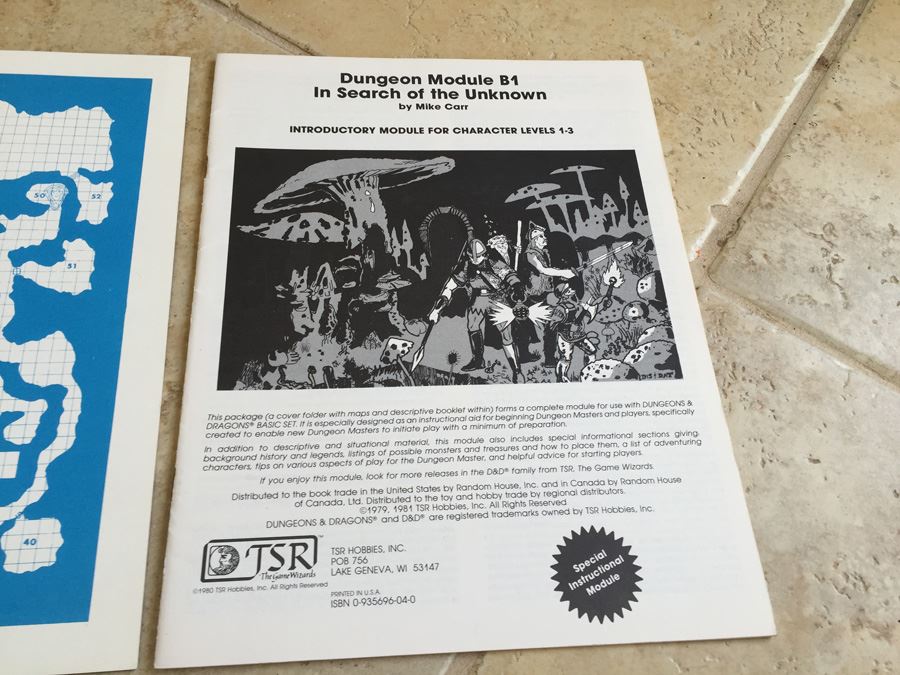 Dungeon Module B1
In Search of the Unknown
by Mike Carr
INTRODUCTORY MODULE FOR CHARACTER LEVELS 1-3
50
52
51
40
DIS & DAT
This package (a cover folder with maps and descriptive booklet within) forms a complete module for use with DUNGEONS &
DRAGONS® BASIC SET. It is especially designed as an instructional aid for beginning Dungeon Masters and players, specifically
created to enable new Dungeon Masters to initiate play with a minimum of preparation.
In addition to descriptive and situational material, this module also includes special informational sections giving:
background history and legends, listings of possible monsters and treasures and how to place them, a list of adventuring
characters, tips on various aspects of play for the Dungeon Master, and helpful advice for starting players.
If you enjoy this module, look for more releases in the D&D® family from TSR, The Game Wizards.
Distributed to the book trade in the United States by Random House, Inc. and in Canada by Random House
of Canada, Ltd. Distributed to the toy and hobby trade by regional distributors.
©1979, 1981 TSR Hobbies, Inc. All Rights Reserved.
DUNGEONS & DRAGONS® and D&D® are registered trademarks owned by TSR Hobbies, Inc.
TSR™
The Game Wizards
©1980 TSR Hobbies, Inc. All Rights Reserved
TSR HOBBIES, INC.
POB 756
LAKE GENEVA, WI 53147
PRINTED IN U.S.A.
ISBN 0-935696-04-0
Special
Instructional
Module